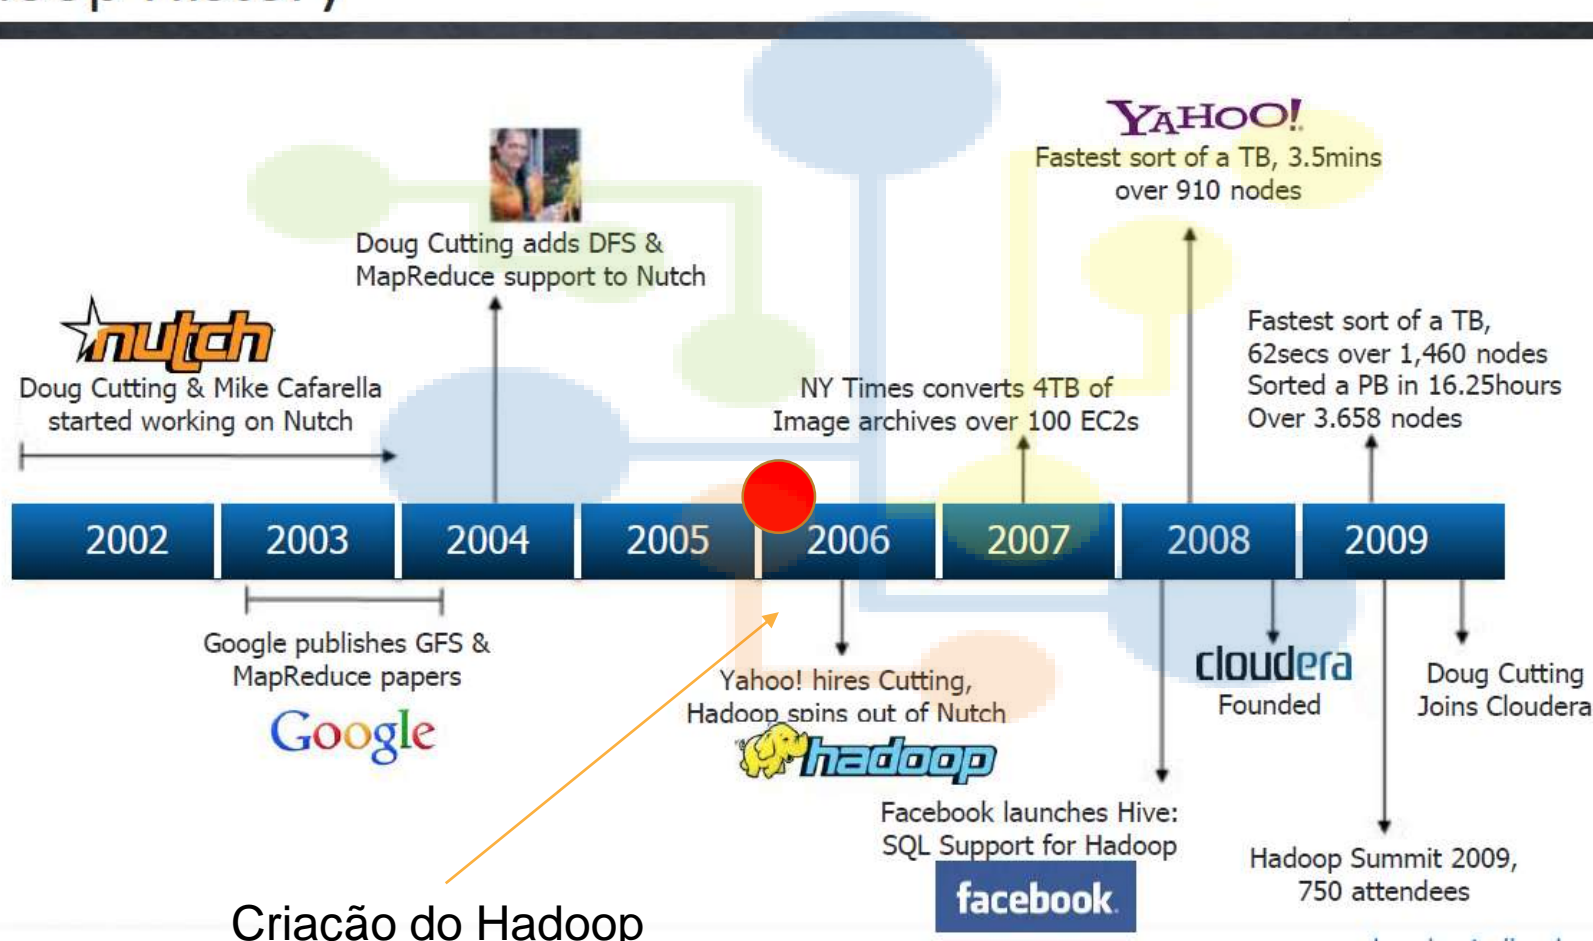 YAHOO!
Fastest sort of a TB, 3.5mins
over 910 nodes
Doug Cutting adds DFS &
MapReduce support to Nutch
nutch
Doug Cutting & Mike Cafarella
started working on Nutch
NY Times converts 4TB of
Image archives over 100 EC2s
Fastest sort of a TB,
62secs over 1,460 nodes
Sorted a PB in 16.25hours
Over 3.658 nodes
2002 2003 2004 2005 2006 2007 2008 2009
Google publishes GFS &
MapReduce papers
Google
Yahoo! hires Cutting,
Hadoop spins out of Nutch
hadoop
Facebook launches Hive:
SQL Support for Hadoop
facebook.
cloudera
Founded
Doug Cutting
Joins Cloudera
Hadoop Summit 2009,
750 attendees
Criação do Hadoop